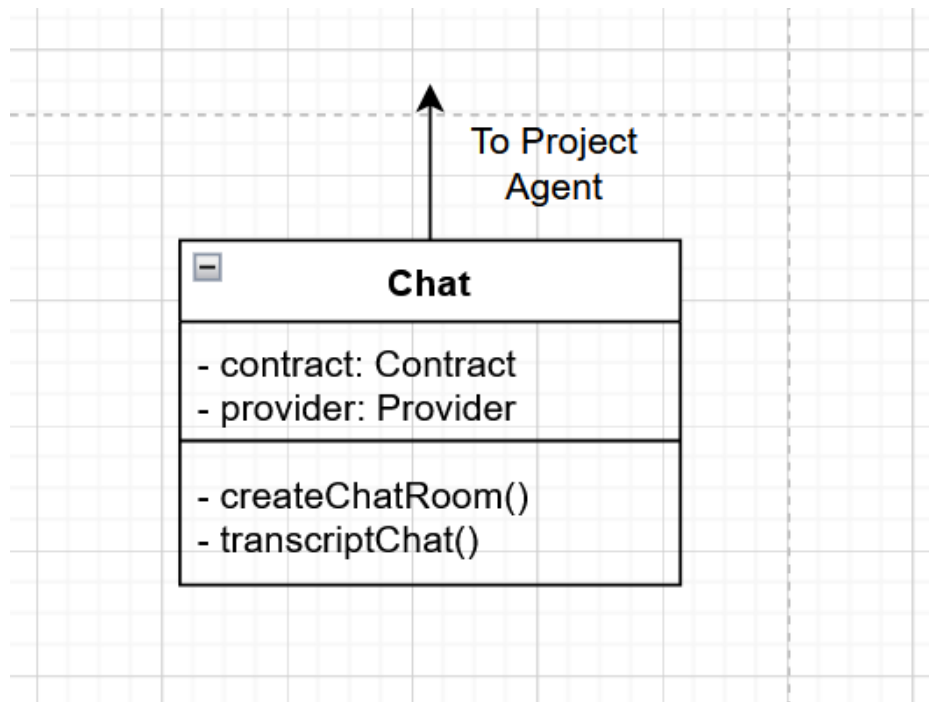 To Project
Agent
Chat
- contract: Contract
- provider: Provider
- createChatRoom()
- transcriptChat()